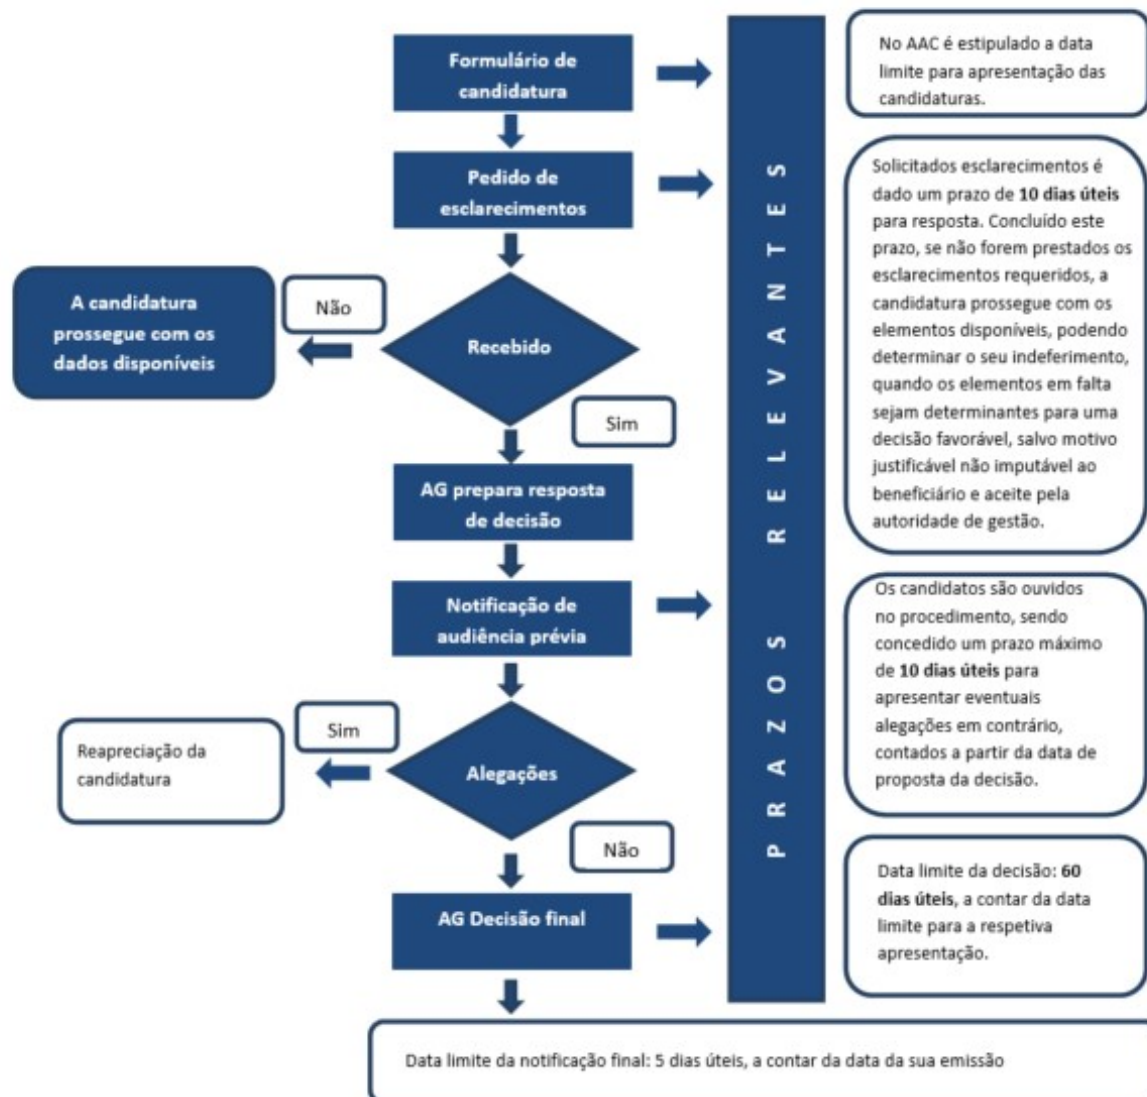 Formulário de
candidatura
No AAC é estipulado a data
limite para apresentação das
candidaturas.
Pedido de
esclarecimentos
Solicitados esclarecimentos é
dado um prazo de 10 dias úteis
para resposta. Concluído este
prazo, se não forem prestados os
esclarecimentos requeridos, a
candidatura prossegue com os
elementos disponíveis, podendo
determinar o seu indeferimento,
quando os elementos em falta
sejam determinantes para uma
decisão favorável, salvo motivo
justificável não imputável ao
beneficiário e aceite pela
autoridade de gestão.
PRAZOS RELEVANTES
Recebido
Não
A candidatura
prossegue com os
dados disponíveis
Sim
AG prepara resposta
de decisão
Notificação de
audiência prévia
Os candidatos são ouvidos
no procedimento, sendo
concedido um prazo máximo
de 10 dias úteis para
apresentar eventuais
alegações em contrário,
contados a partir da data de
proposta da decisão.
Alegações
Sim
Reapreciação da
candidatura
Não
AG Decisão final
Data limite da decisão: 60
dias úteis, a contar da data
limite para a respetiva
apresentação.
Data limite da notificação final: 5 dias úteis, a contar da data da sua emissão